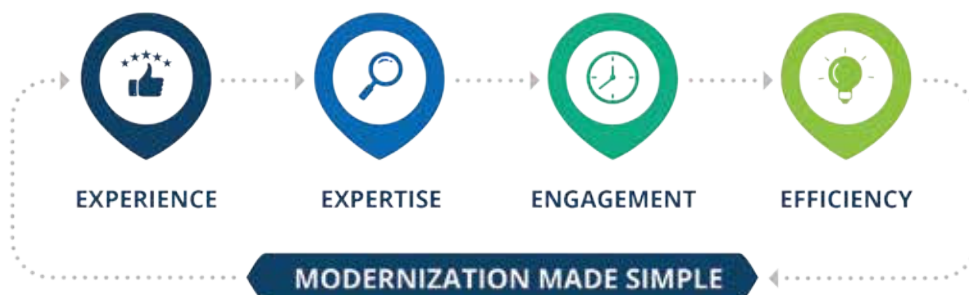 EXPERIENCE
EXPERTISE
ENGAGEMENT
EFFICIENCY
MODERNIZATION MADE SIMPLE